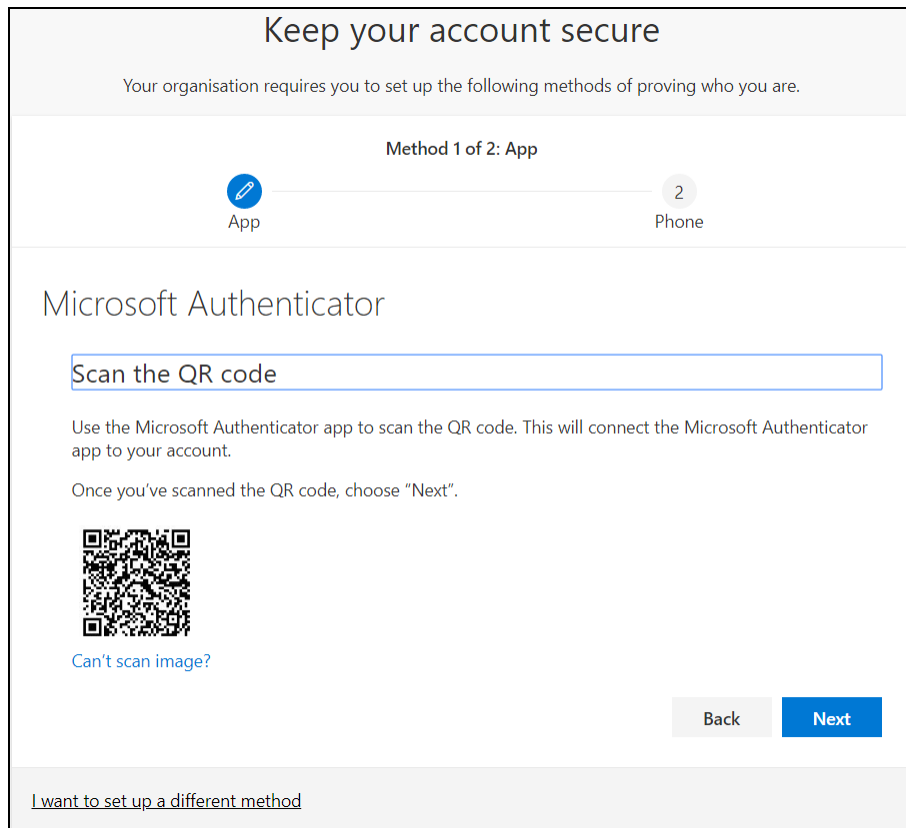 Keep your account secure
Your organisation requires you to set up the following methods of proving who you are.
Method 1 of 2: App
App
2
Phone
Microsoft Authenticator
Scan the QR code
Use the Microsoft Authenticator app to scan the QR code. This will connect the Microsoft Authenticator
app to your account.
Once you've scanned the QR code, choose “Next”.
Can't scan image?
Back
Next
I want to set up a different method